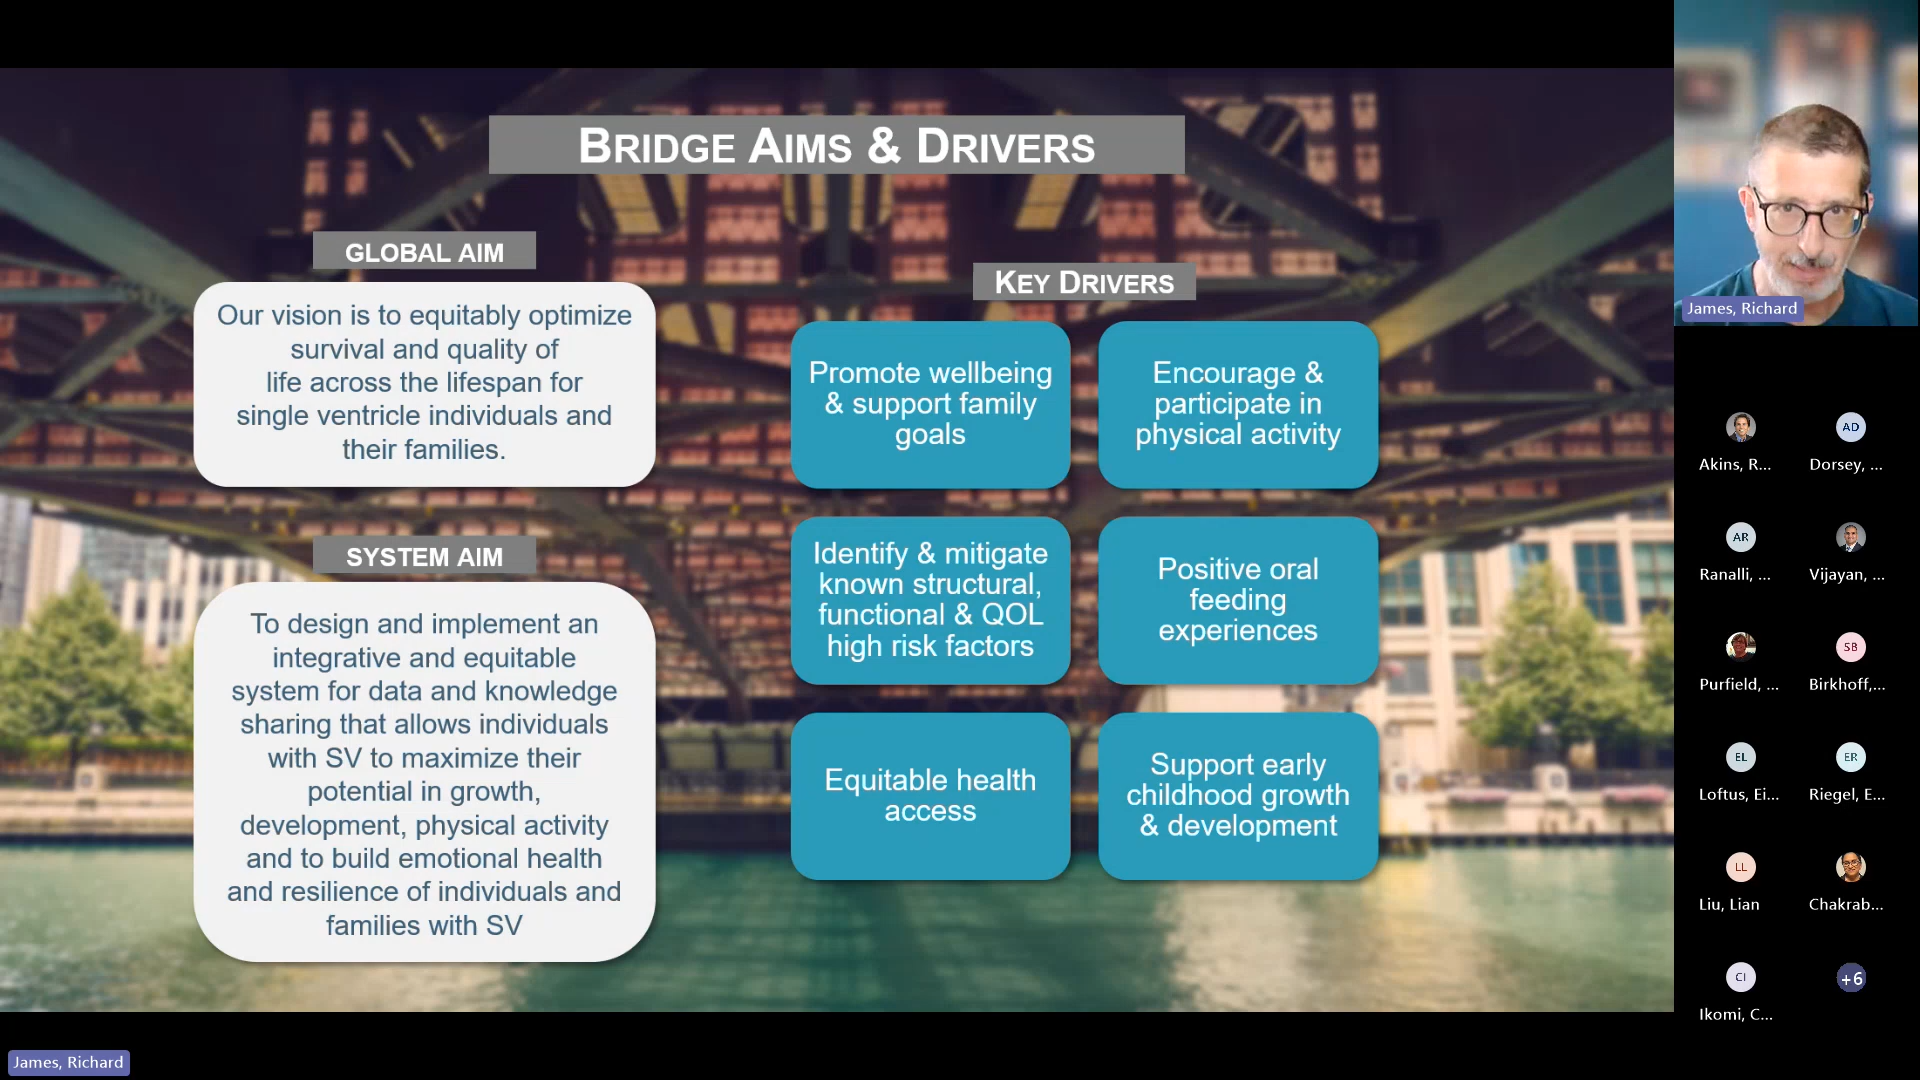 BRIDGE AIMS & DRIVERS
GLOBAL AIM
Our vision is to equitably optimize
survival and quality of
life across the lifespan for
single ventricle individuals and
their families.
SYSTEM AIM
To design and implement an
integrative and equitable
system for data and knowledge
sharing that allows individuals
with SV to maximize their
potential in growth,
development, physical activity
and to build emotional health
and resilience of individuals and
families with SV
KEY DRIVERS
Promote wellbeing
& support family
goals
Encourage &
participate in
physical activity
Identify & mitigate
known structural,
functional & QOL
high risk factors
Positive oral
feeding
experiences
Equitable health
access
Support early
childhood growth
& development
James, Richard
Akins, R...
AD
Dorsey, ...
AR
Ranalli, ...
Vijayan, ...
Purfield, ...
SB
Birkhoff,...
EL
Loftus, Ei...
ER
Riegel, E...
LL
Liu, Lian
Chakrab...
CI
Ikomi, C...
+6
James, Richard